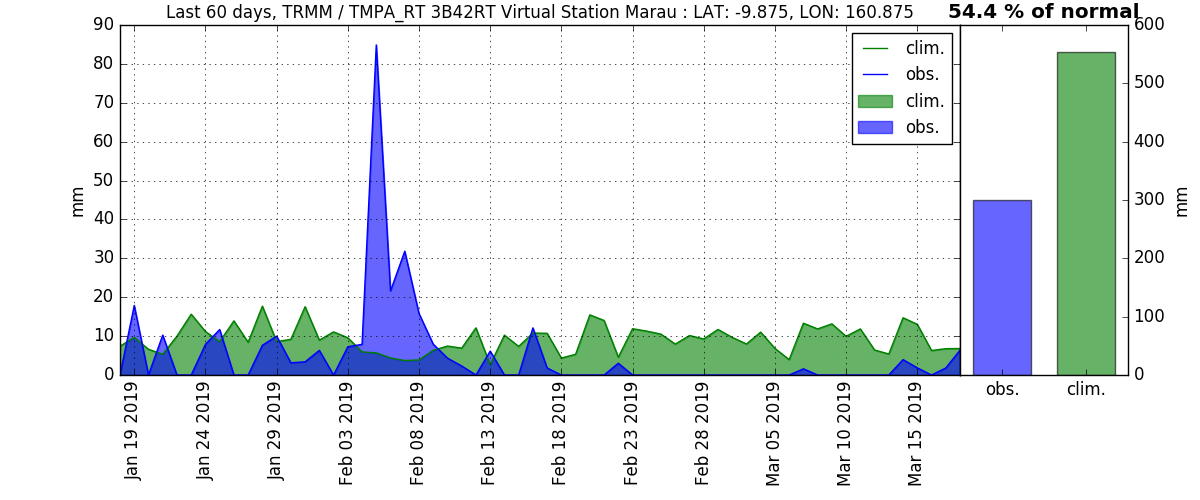 Last 60 days, TRMM / TMPA_RT 3B42RT Virtual Station Marau : LAT: -9.875, LON: 160.875
54.4 % of normal
90
80
70
60
50
40
30
20
10
0
mm
clim.
obs.
clim.
obs.
Jan 19 2019
Jan 24 2019
Jan 29 2019
Feb 03 2019
Feb 08 2019
Feb 13 2019
Feb 18 2019
Feb 23 2019
Feb 28 2019
Mar 05 2019
Mar 10 2019
Mar 15 2019
600
500
400
300
200
100
0
mm
obs.
clim.